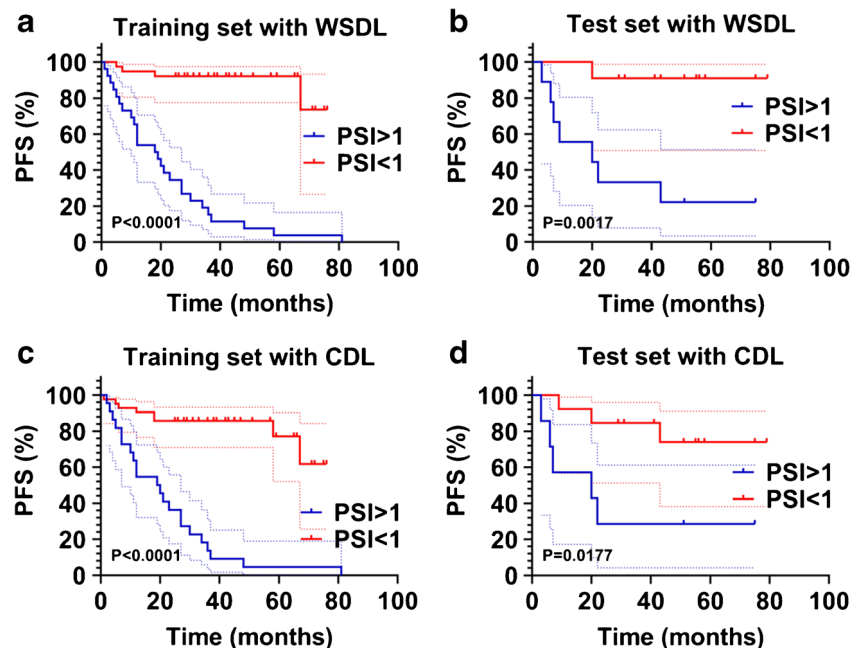 a
Training set with WSDL
PFS (%)
100
80
60
40
20
0
PSI>1
PSI<1
P<0.0001
0 20 40 60 80 100
Time (months)
b
Test set with WSDL
PFS (%)
100
80
60
40
20
0
PSI>1
PSI<1
P=0.0017
0 20 40 60 80 100
Time (months)
c
Training set with CDL
PFS (%)
100
80
60
40
20
0
PSI>1
PSI<1
P<0.0001
0 20 40 60 80 100
Time (months)
d
Test set with CDL
PFS (%)
100
80
60
40
20
0
PSI>1
PSI<1
P=0.0177
0 20 40 60 80 100
Time (months)